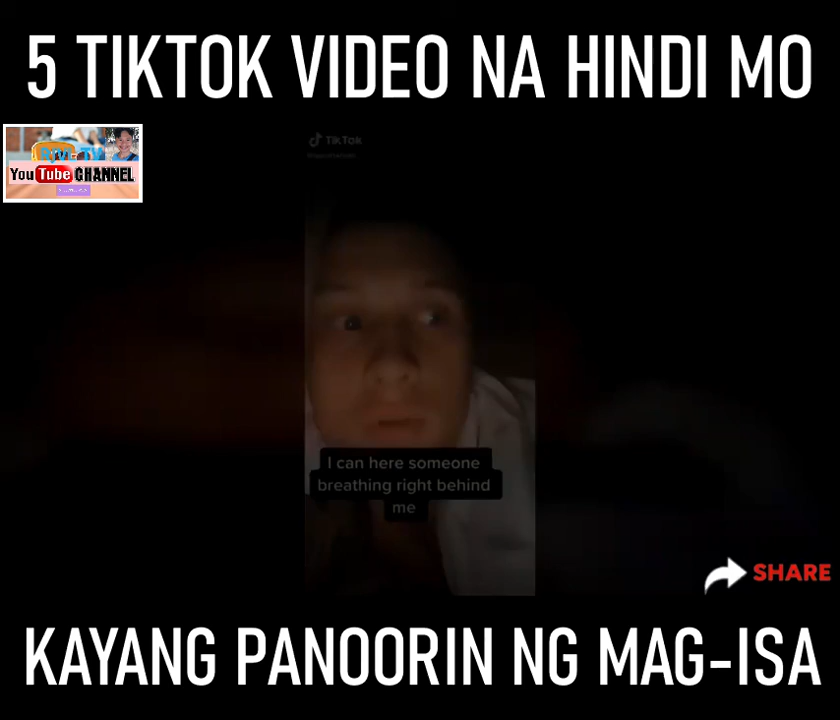 5 TIKTOK VIDEO NA HINDI MO
TikTok
YouTube CHANNEL
I can here someone
breathing right behind
me
SHARE
KAYANG PANOORIN NG MAG-ISA